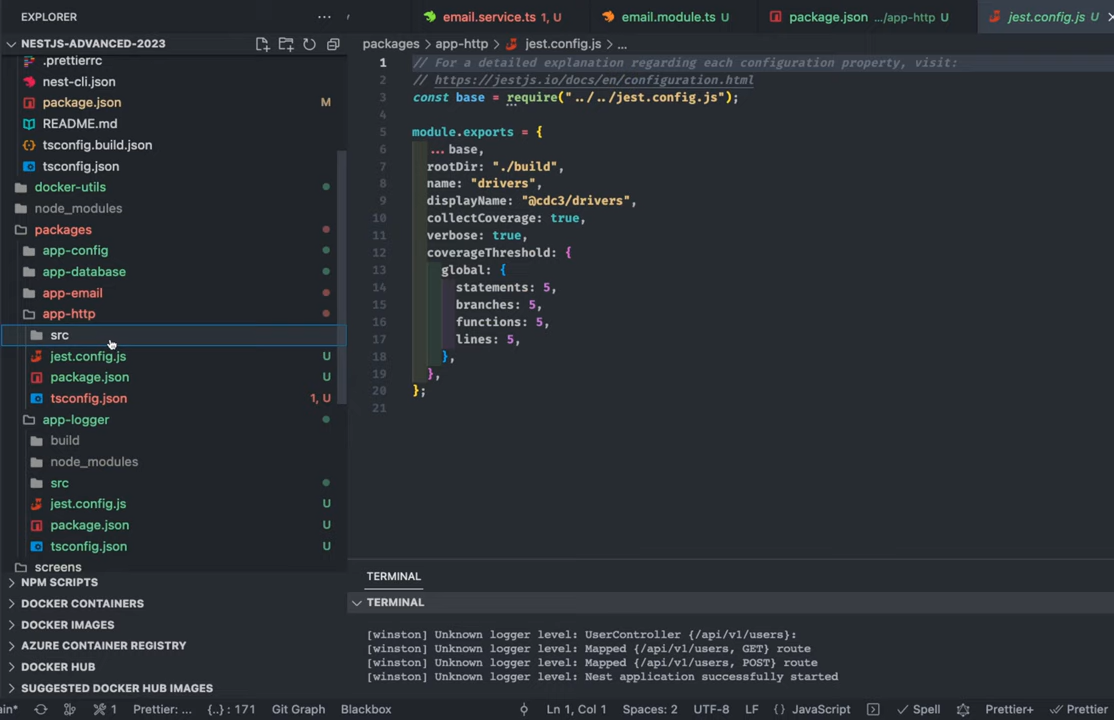 EXPLORER
NESTJS-ADVANCED-2023
.prettierrc
nest-cli.json
package.json M
README.md
tsconfig.build.json
tsconfig.json
docker-utils
node_modules
packages
app-config
app-database
app-email
app-http
src
jest.config.js U
package.json U
tsconfig.json 1, U
app-logger
build
node_modules
src
jest.config.js U
package.json U
tsconfig.json U
screens
NPM SCRIPTS
DOCKER CONTAINERS
DOCKER IMAGES
AZURE CONTAINER REGISTRY
DOCKER HUB
SUGGESTED DOCKER HUB IMAGES
email.service.ts 1, U email.module.ts U package.json .../app-http U jest.config.js U
packages > app-http > jest.config.js > ...
1 // For a detailed explanation regarding each configuration property, visit:
2 // https://jestjs.io/docs/en/configuration.html
3 const base = require("../../jest.config.js");
4
5 module.exports = {
6 ...base,
7 rootDir: "./build",
8 name: "drivers",
9 displayName: "@cdc3/drivers",
10 collectCoverage: true,
11 verbose: true,
12 coverageThreshold: {
13 global: {
14 statements: 5,
15 branches: 5,
16 functions: 5,
17 lines: 5,
18 },
19 },
20 };
21
TERMINAL
TERMINAL
[winston] Unknown logger level: UserController {/api/v1/users}:
[winston] Unknown logger level: Mapped {/api/v1/users, GET} route
[winston] Unknown logger level: Mapped {/api/v1/users, POST} route
[winston] Unknown logger level: Nest application successfully started
ain* 1 Prettier: ... {..} : 171 Git Graph Blackbox Ln 1, Col 1 Spaces: 2 UTF-8 LF {} JavaScript Spell Prettier+ Prettier